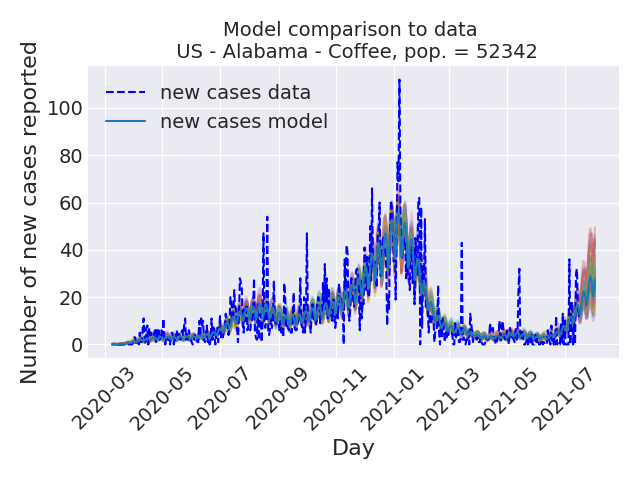 Model comparison to data
US - Alabama - Coffee, pop. = 52342
Number of new cases reported
new cases data
new cases model
100
80
60
40
20
0
2020-03
2020-05
2020-07
2020-09
2020-11
2021-01
2021-03
2021-05
2021-07
Day